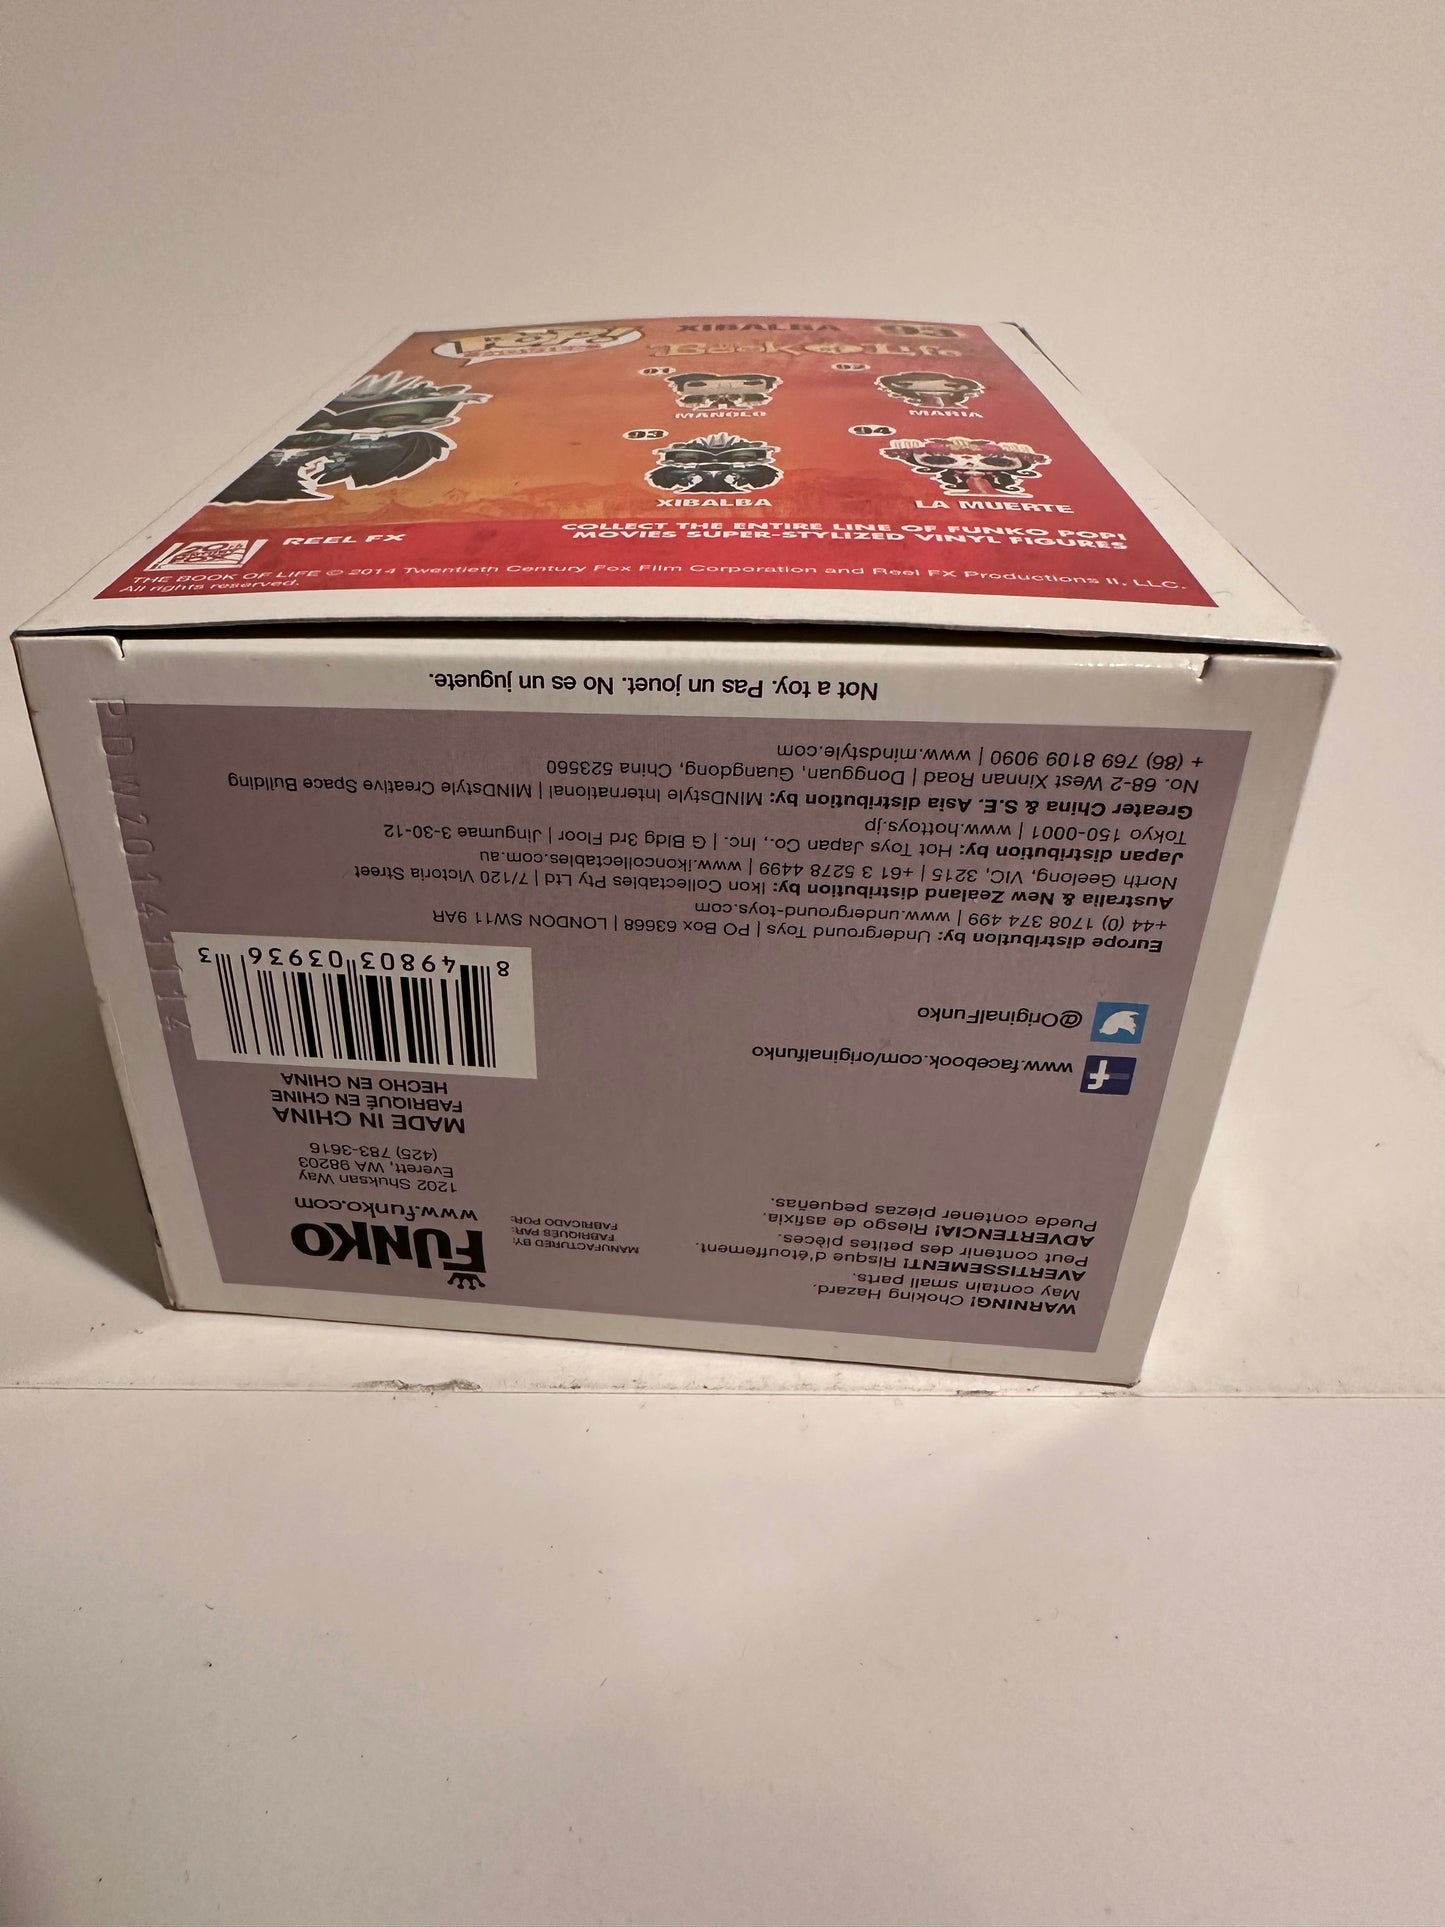 POP!
XIBALBA 93
Book of Life
91
MANOLO
92
MARIA
93
XIBALBA
94
LA MUERTE
COLLECT THE ENTIRE LINE OF FUNKO POP!
MOVIES SUPER-STYLIZED VINYL FIGURES
20th CENTURY FOX
REEL FX
THE BOOK OF LIFE © 2014 Twentieth Century Fox Film Corporation and Reel FX Productions II, LLC.
All rights reserved.
WARNING! Choking Hazard.
May contain small parts.
AVERTISSEMENT! Risque d'étouffement.
Peut contenir des petites pièces.
ADVERTENCIA! Riesgo de asfixia.
Puede contener piezas pequeñas.
MANUFACTURED BY:
FABRIQUÉS PAR:
FABRICADO POR:
FUNKO
www.funko.com
1202 Shuksan Way
Everett, WA 98203
(425) 783-3616
MADE IN CHINA
FABRIQUÉ EN CHINE
HECHO EN CHINA
www.facebook.com/originalfunko
@OriginalFunko
8 49803 03936 3
Europe distribution by: Underground Toys | PO Box 63668 | LONDON SW11 9AR
+44 (0) 1708 374 499 | www.underground-toys.com
Australia & New Zealand distribution by: Ikon Collectables Pty Ltd | 7/120 Victoria Street
North Geelong, VIC, 3215 | +61 3 5278 4499 | www.ikoncollectables.com.au
Japan distribution by: Hot Toys Japan Co., Inc. | G Bldg 3rd Floor | Jingumae 3-30-12
Tokyo 150-0001 | www.hottoys.jp
Greater China & S.E. Asia distribution by: MINDstyle International | MINDstyle Creative Space Building
No. 68-2 West Xinnan Road | Dongguan, Guangdong, China 523560
+ (86) 769 8109 9090 | www.mindstyle.com
Not a toy. Pas un jouet. No es un juguete.